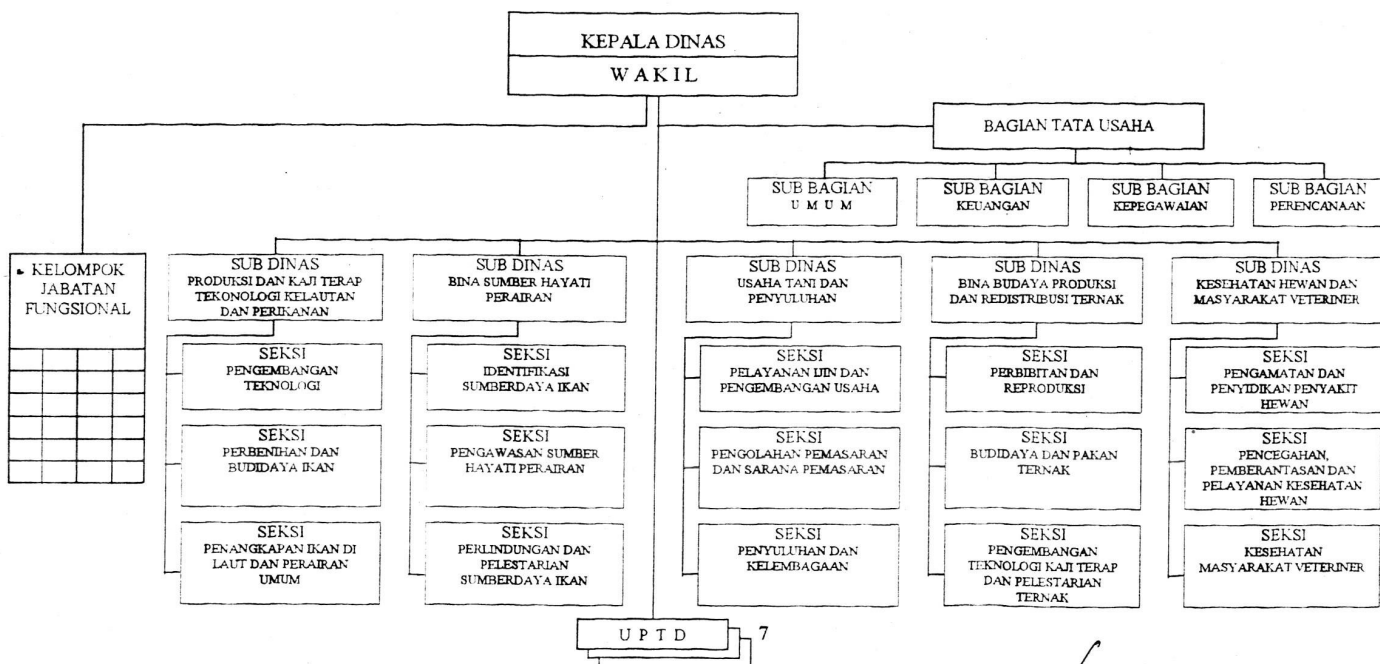 KEPALA DINAS
W A K I L
BAGIAN TATA USAHA
SUB BAGIAN
U M U M
SUB BAGIAN
KEUANGAN
SUB BAGIAN
KEPEGAWAIAN
SUB BAGIAN
PERENCANAAN
KELOMPOK
JABATAN
FUNGSIONAL
SUB DINAS
PRODUKSI DAN KAJI TERAP
TEKONOLOGI KELAUTAN
DAN PERIKANAN
SUB DINAS
BINA SUMBER HAYATI
PERAIRAN
SUB DINAS
USAHA TANI DAN
PENYULUHAN
SUB DINAS
BINA BUDAYA PRODUKSI
DAN REDISTRIBUSI TERNAK
SUB DINAS
KESEHATAN HEWAN DAN
MASYARAKAT VETERINER
SEKSI
PENGEMBANGAN
TEKNOLOGI
SEKSI
IDENTIFIKASI
SUMBERDAYA IKAN
SEKSI
PELAYANAN IJIN DAN
PENGEMBANGAN USAHA
SEKSI
PERBIBITAN DAN
REPRODUKSI
SEKSI
PENGAMATAN DAN
PENYIDIKAN PENYAKIT
HEWAN
SEKSI
PERBENIHAN DAN
BUDIDAYA IKAN
SEKSI
PENGAWASAN SUMBER
HAYATI PERAIRAN
SEKSI
PENGOLAHAN PEMASARAN
DAN SARANA PEMASARAN
SEKSI
BUDIDAYA DAN PAKAN
TERNAK
SEKSI
PENCEGAHAN,
PEMBERANTASAN DAN
PELAYANAN KESEHATAN
HEWAN
SEKSI
PENANGKAPAN IKAN DI
LAUT DAN PERAIRAN
UMUM
SEKSI
PERLINDUNGAN DAN
PELESTARIAN
SUMBERDAYA IKAN
SEKSI
PENYULUHAN DAN
KELEMBAGAAN
SEKSI
PENGEMBANGAN
TEKNOLOGI KAJI TERAP
DAN PELESTARIAN
TERNAK
SEKSI
KESEHATAN
MASYARAKAT VETERINER
U P T D
7